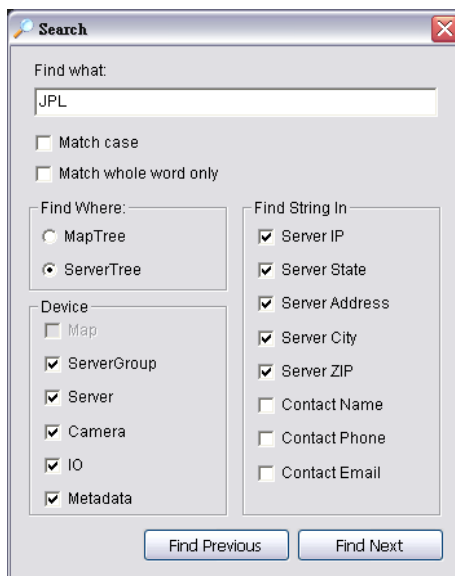 Search
Find what:
JPL
Match case
Match whole word only
Find Where:
MapTree
ServerTree
Device
Map
ServerGroup
Server
Camera
IO
Metadata
Find String In
Server IP
Server State
Server Address
Server City
Server ZIP
Contact Name
Contact Phone
Contact Email
Find Previous
Find Next